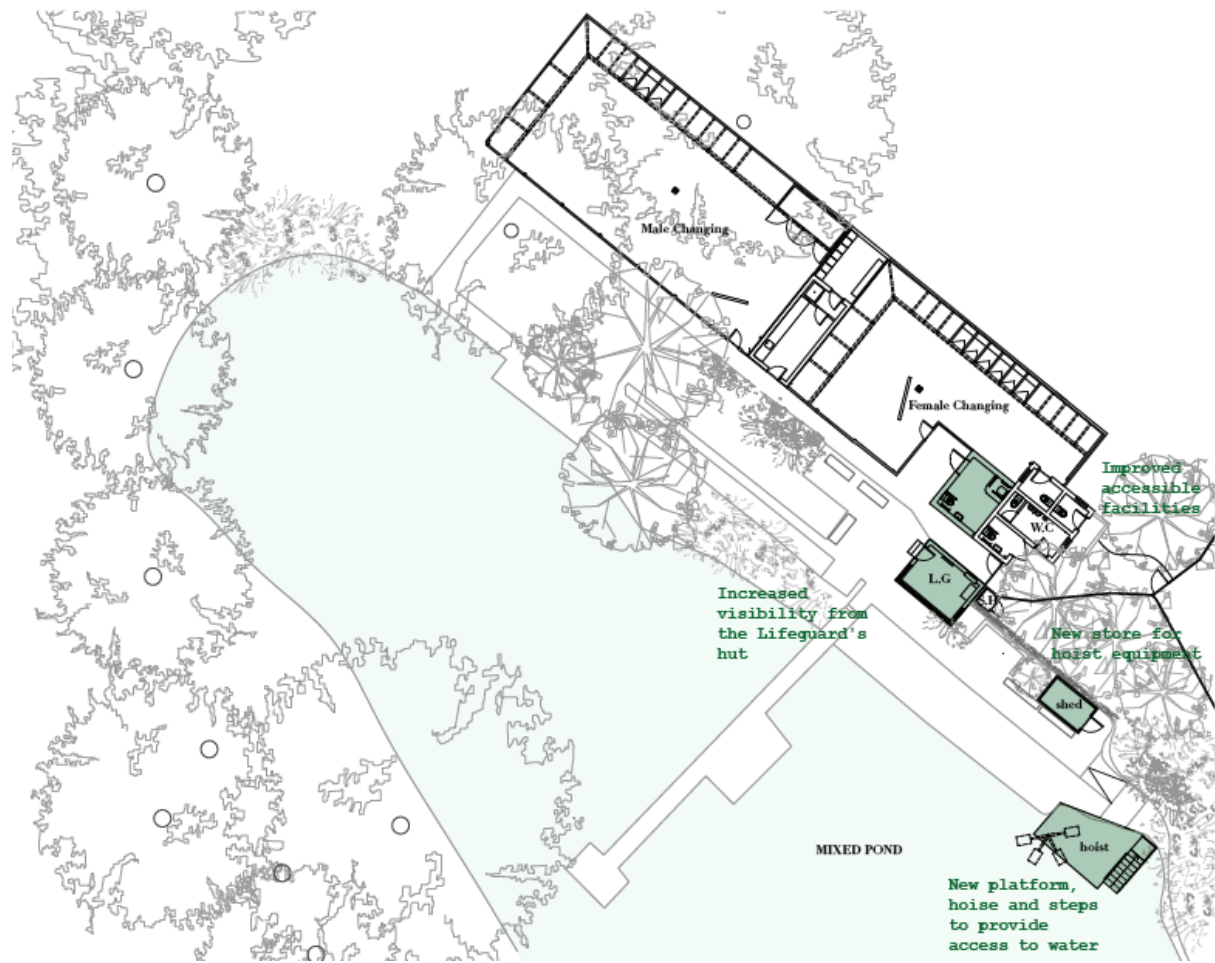 Male Changing
Female Changing
Improved
accessible
facilities
W.C
L.G
Increased
visibility from
the Lifeguard's
hut
New store for
hoist equipment
shed
MIXED POND
hoist
New platform,
hoise and steps
to provide
access to water